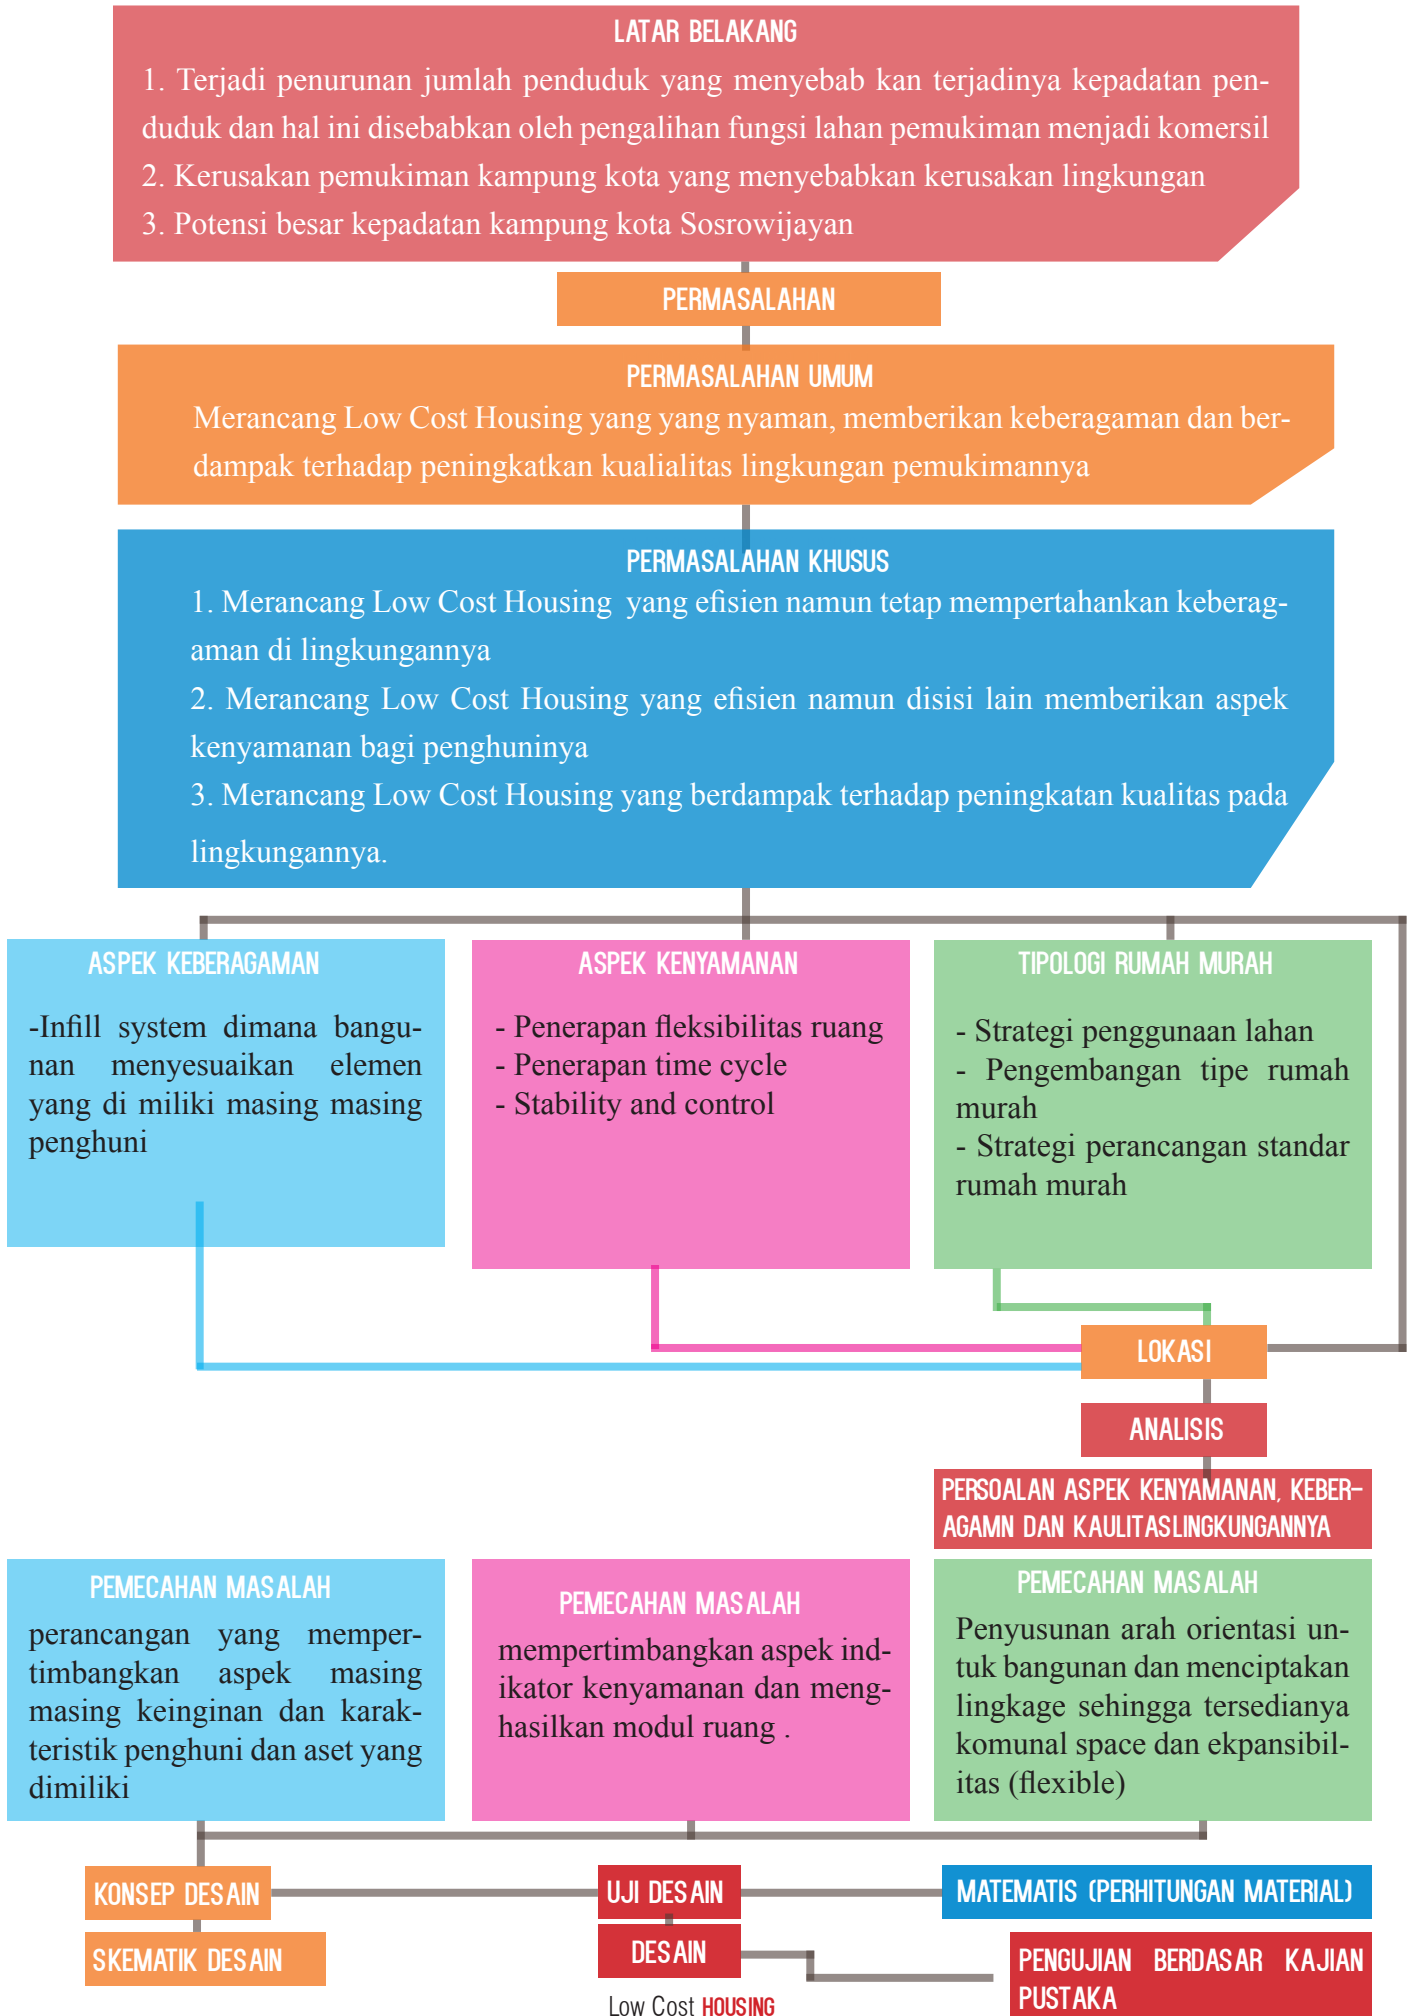 LATAR BELAKANG
1. Terjadi penurunan jumlah penduduk yang menyebab kan terjadinya kepadatan pen-
duduk dan hal ini disebabkan oleh pengalihan fungsi lahan pemukiman menjadi komersil
2. Kerusakan pemukiman kampung kota yang menyebabkan kerusakan lingkungan
3. Potensi besar kepadatan kampung kota Sosrowijayan
PERMASALAHAN
PERMASALAHAN UMUM
Merancang Low Cost Housing yang yang nyaman, memberikan keberagaman dan ber-
dampak terhadap peningkatkan kualialitas lingkungan pemukimannya
PERMASALAHAN KHUSUS
1. Merancang Low Cost Housing yang efisien namun tetap mempertahankan keberag-
aman di lingkungannya
2. Merancang Low Cost Housing yang efisien namun disisi lain memberikan aspek
kenyamanan bagi penghuninya
3. Merancang Low Cost Housing yang berdampak terhadap peningkatan kualitas pada
lingkungannya.
ASPEK KEBERAGAMAN
-Infill system dimana bangu-
nan menyesuaikan elemen
yang di miliki masing masing
penghuni
ASPEK KENYAMANAN
- Penerapan fleksibilitas ruang
- Penerapan time cycle
- Stability and control
TIPOLOGI RUMAH MURAH
- Strategi penggunaan lahan
- Pengembangan tipe rumah
murah
- Strategi perancangan standar
rumah murah
LOKASI
ANALISIS
PERSOALAN ASPEK KENYAMANAN, KEBER-
AGAMN DAN KAULITASLINGKUNGANNYA
PEMECAHAN MASALAH
perancangan yang memper-
timbangkan aspek masing
masing keinginan dan karak-
teristik penghuni dan aset yang
dimiliki
PEMECAHAN MASALAH
mempertimbangkan aspek ind-
ikator kenyamanan dan meng-
hasilkan modul ruang .
PEMECAHAN MASALAH
Penyusunan arah orientasi un-
tuk bangunan dan menciptakan
lingkage sehingga tersedianya
komunal space dan ekpansibil-
itas (flexible)
KONSEP DESAIN
UJI DESAIN
MATEMATIS (PERHITUNGAN MATERIAL)
SKEMATIK DESAIN
DESAIN
PENGUJIAN BERDASAR KAJIAN
PUSTAKA
Low Cost HOUSING